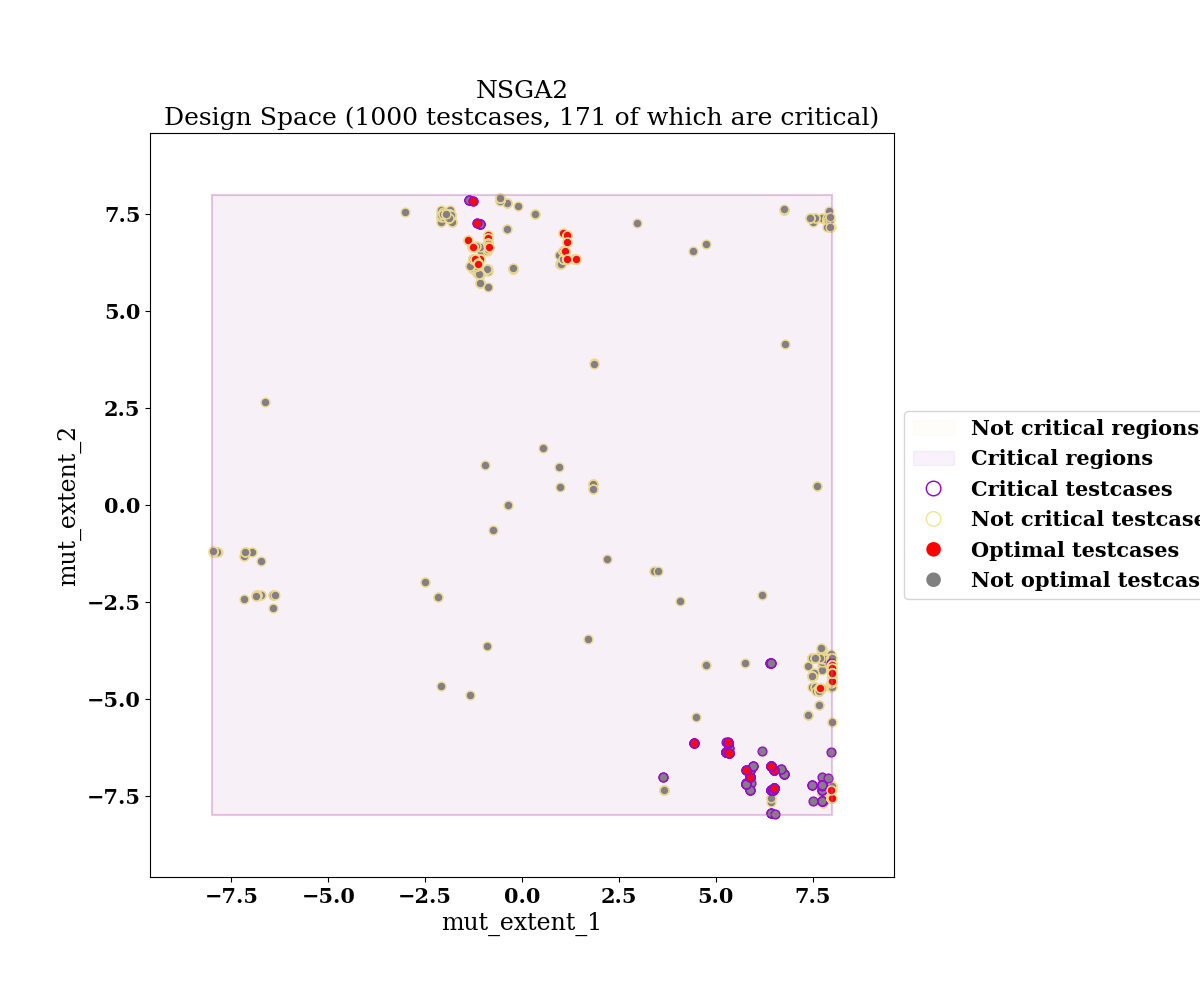 NSGA2
Design Space (1000 testcases, 171 of which are critical)
mut_extent_2
7.5
5.0
2.5
0.0
−2.5
−5.0
−7.5
−7.5
−5.0
−2.5
0.0
2.5
5.0
7.5
mut_extent_1
Not critical regions
Critical regions
Critical testcases
Not critical testcase
Optimal testcases
Not optimal testcas